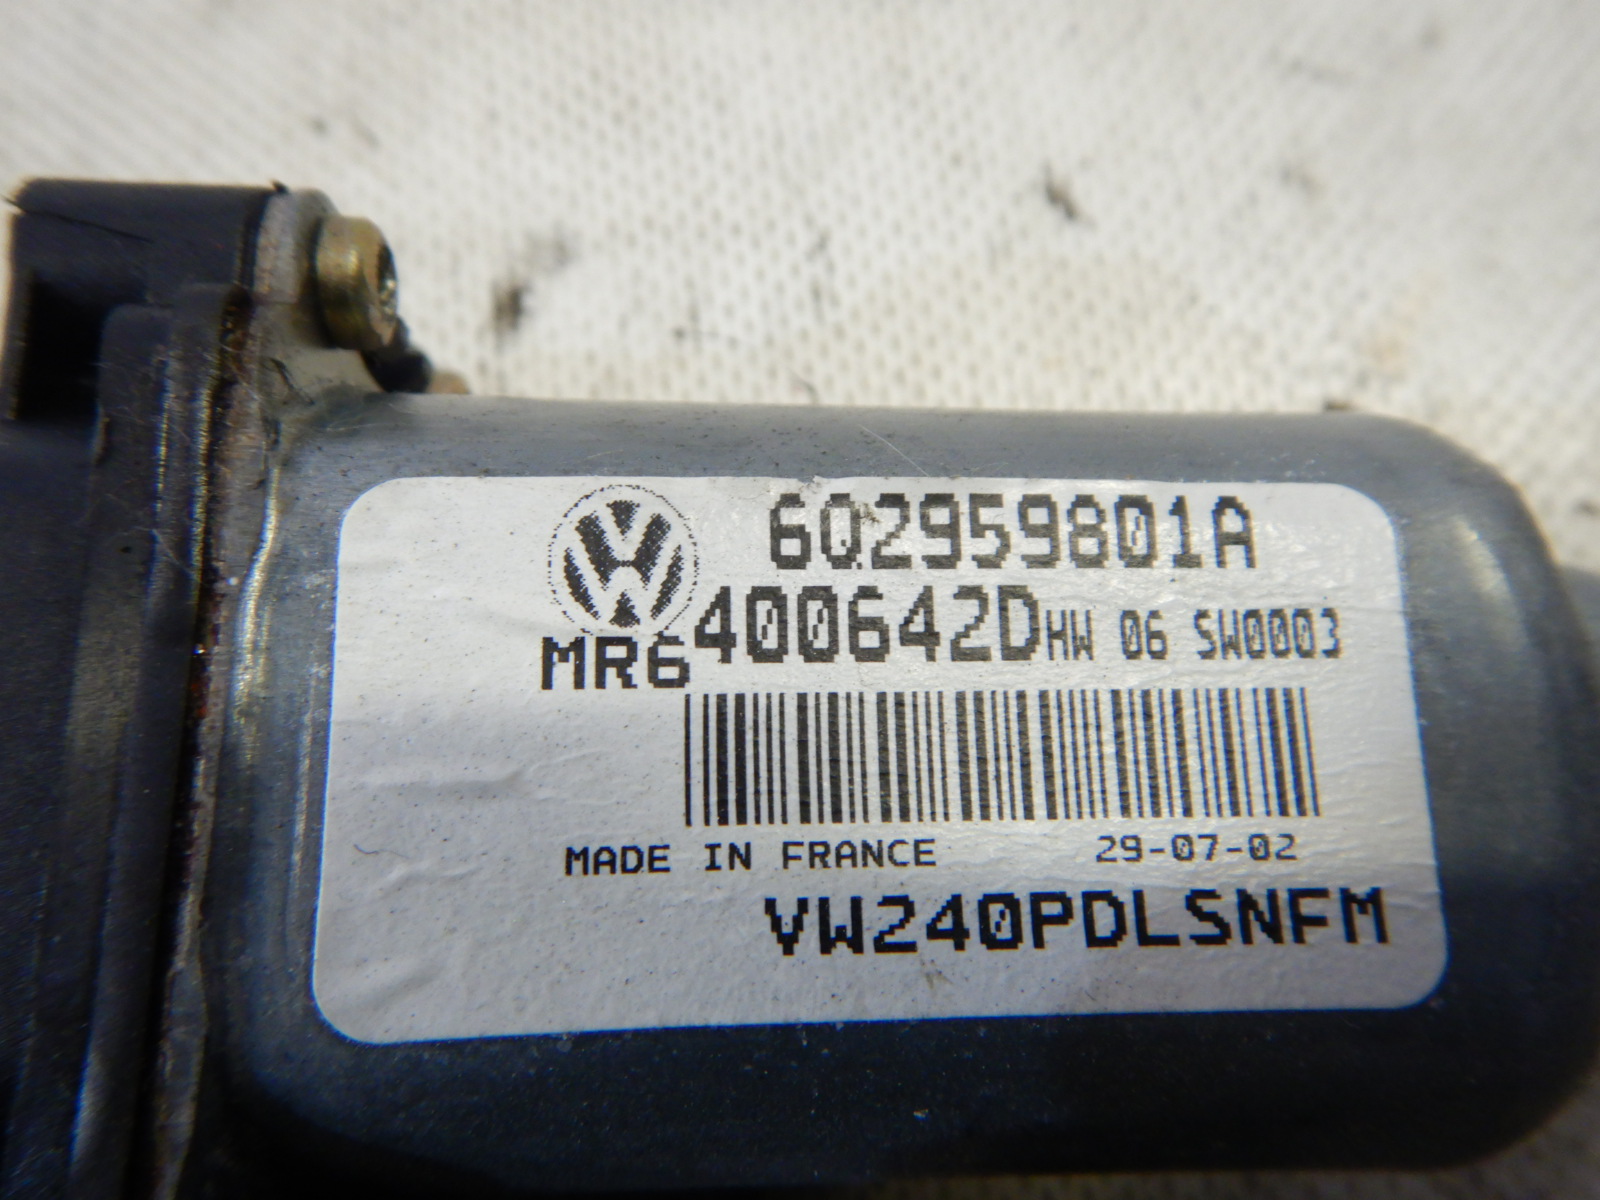 6Q2959801A
400642D HW 06 SW0003
MR6
MADE IN FRANCE 29-07-02
VW240PDLSNFM